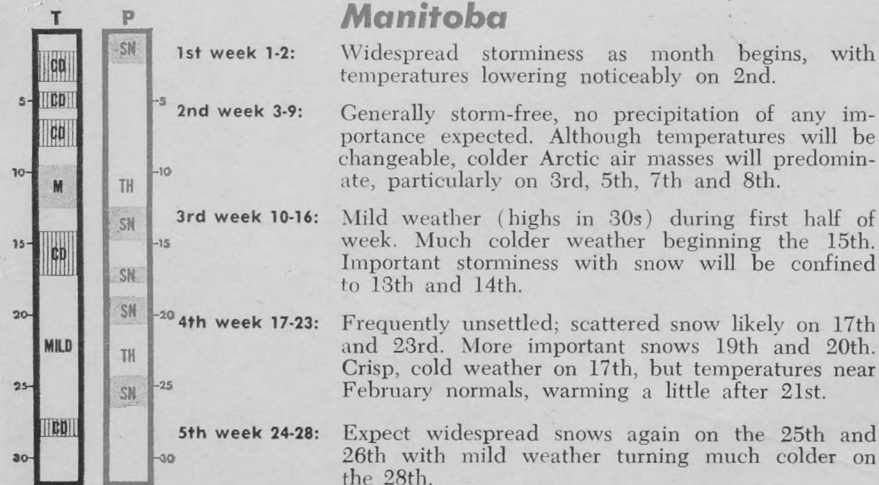 T P
Manitoba
1st week 1-2: Widespread storminess as month begins, with
temperatures lowering noticeably on 2nd.
2nd week 3-9: Generally storm-free, no precipitation of any im-
portance expected. Although temperatures will be
changeable, colder Arctic air masses will predomin-
ate, particularly on 3rd, 5th, 7th and 8th.
3rd week 10-16: Mild weather (highs in 30s) during first half of
week. Much colder weather beginning the 15th.
Important storminess with snow will be confined
to 13th and 14th.
4th week 17-23: Frequently unsettled; scattered snow likely on 17th
and 23rd. More important snows 19th and 20th.
Crisp, cold weather on 17th, but temperatures near
February normals, warming a little after 21st.
5th week 24-28: Expect widespread snows again on the 25th and
26th with mild weather turning much colder on
the 28th.
SN
CD
5- CD -5
CD
10- -10
M TH
SN
15- -15
CD
SN
20- SN -20
MILD TH
25- SN -25
CD
30- -30